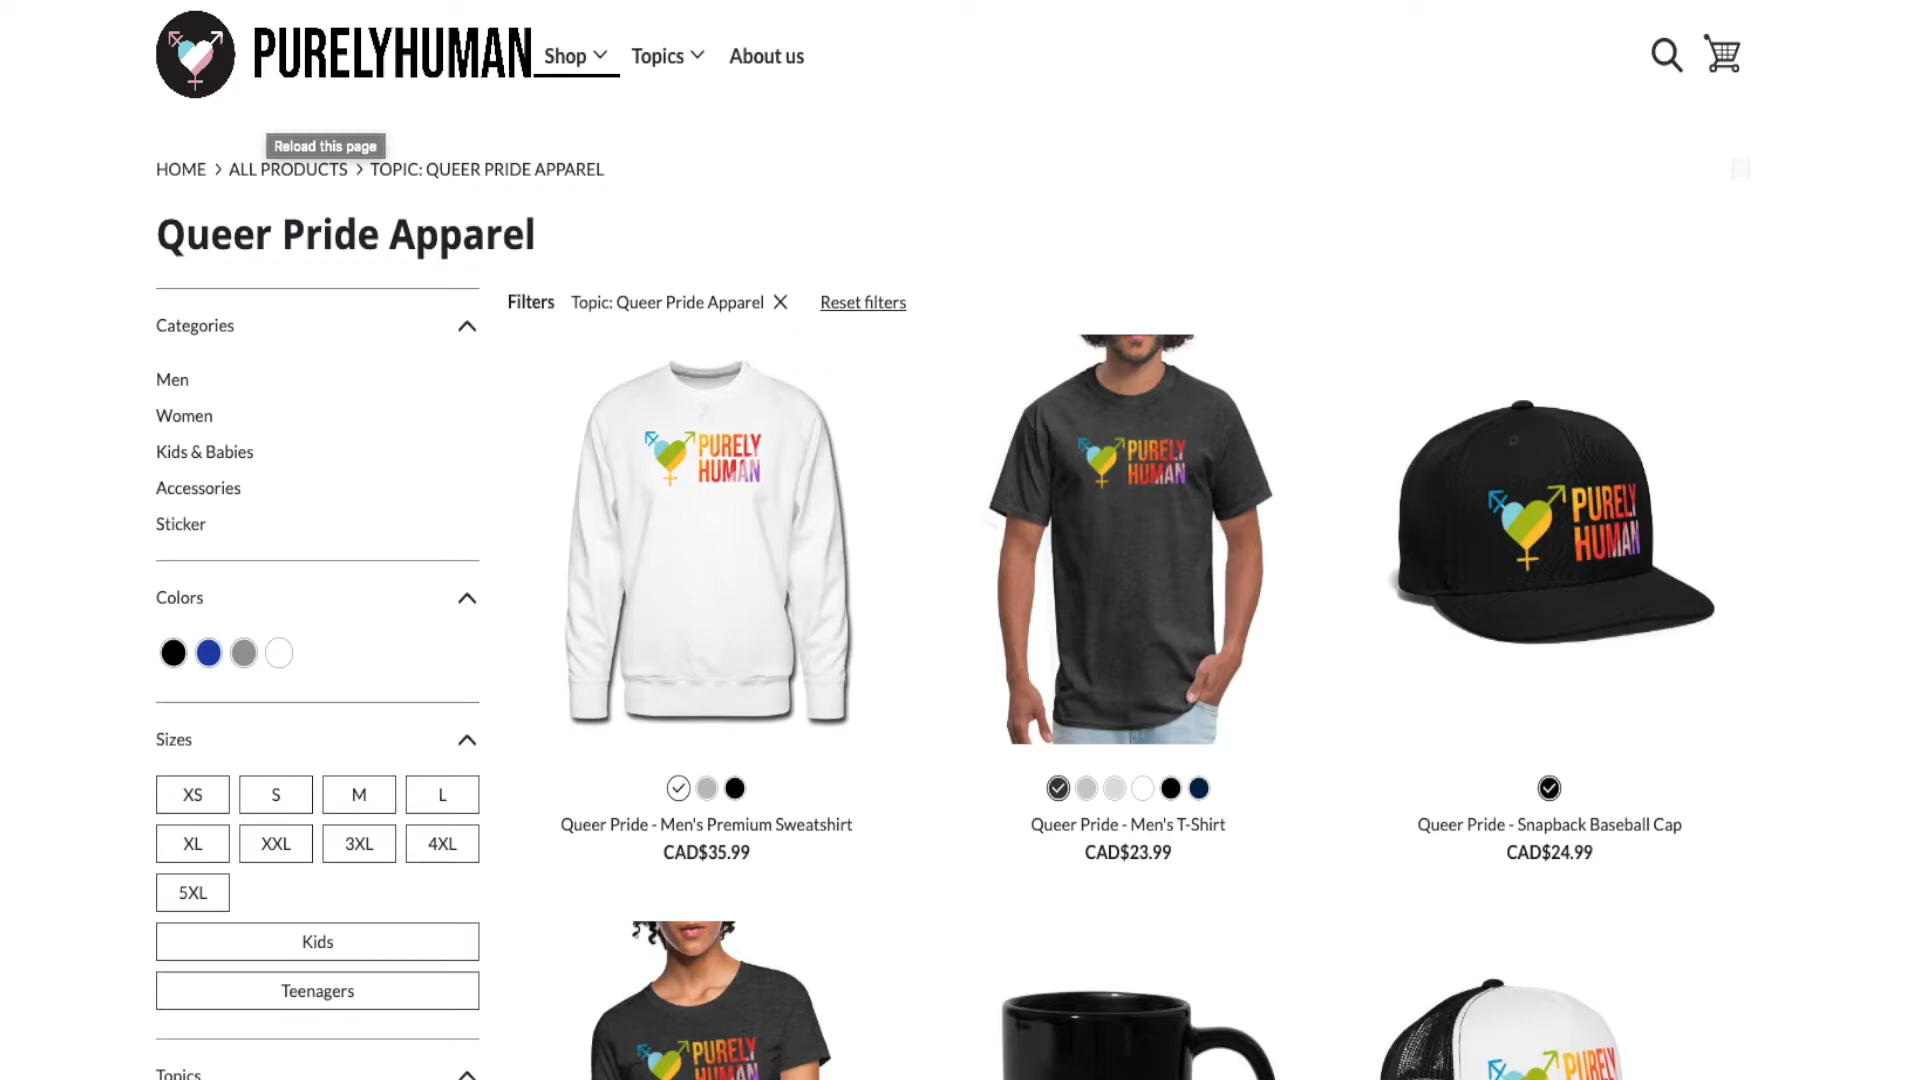 PURELYHUMAN
Shop
Topics
About us
Reload this page
HOME > ALL PRODUCTS > TOPIC: QUEER PRIDE APPAREL
Queer Pride Apparel
Filters
Topic: Queer Pride Apparel
Reset filters
Categories
Men
Women
Kids & Babies
Accessories
Sticker
Colors
Sizes
XS
S
M
L
XL
XXL
3XL
4XL
5XL
Kids
Teenagers
Topics
PURELY
HUMAN
PURELY
HUMAN
PURELY
HUMAN
Queer Pride - Men's Premium Sweatshirt
CAD$35.99
Queer Pride - Men's T-Shirt
CAD$23.99
Queer Pride - Snapback Baseball Cap
CAD$24.99
PURELY
HUMAN
PURELY